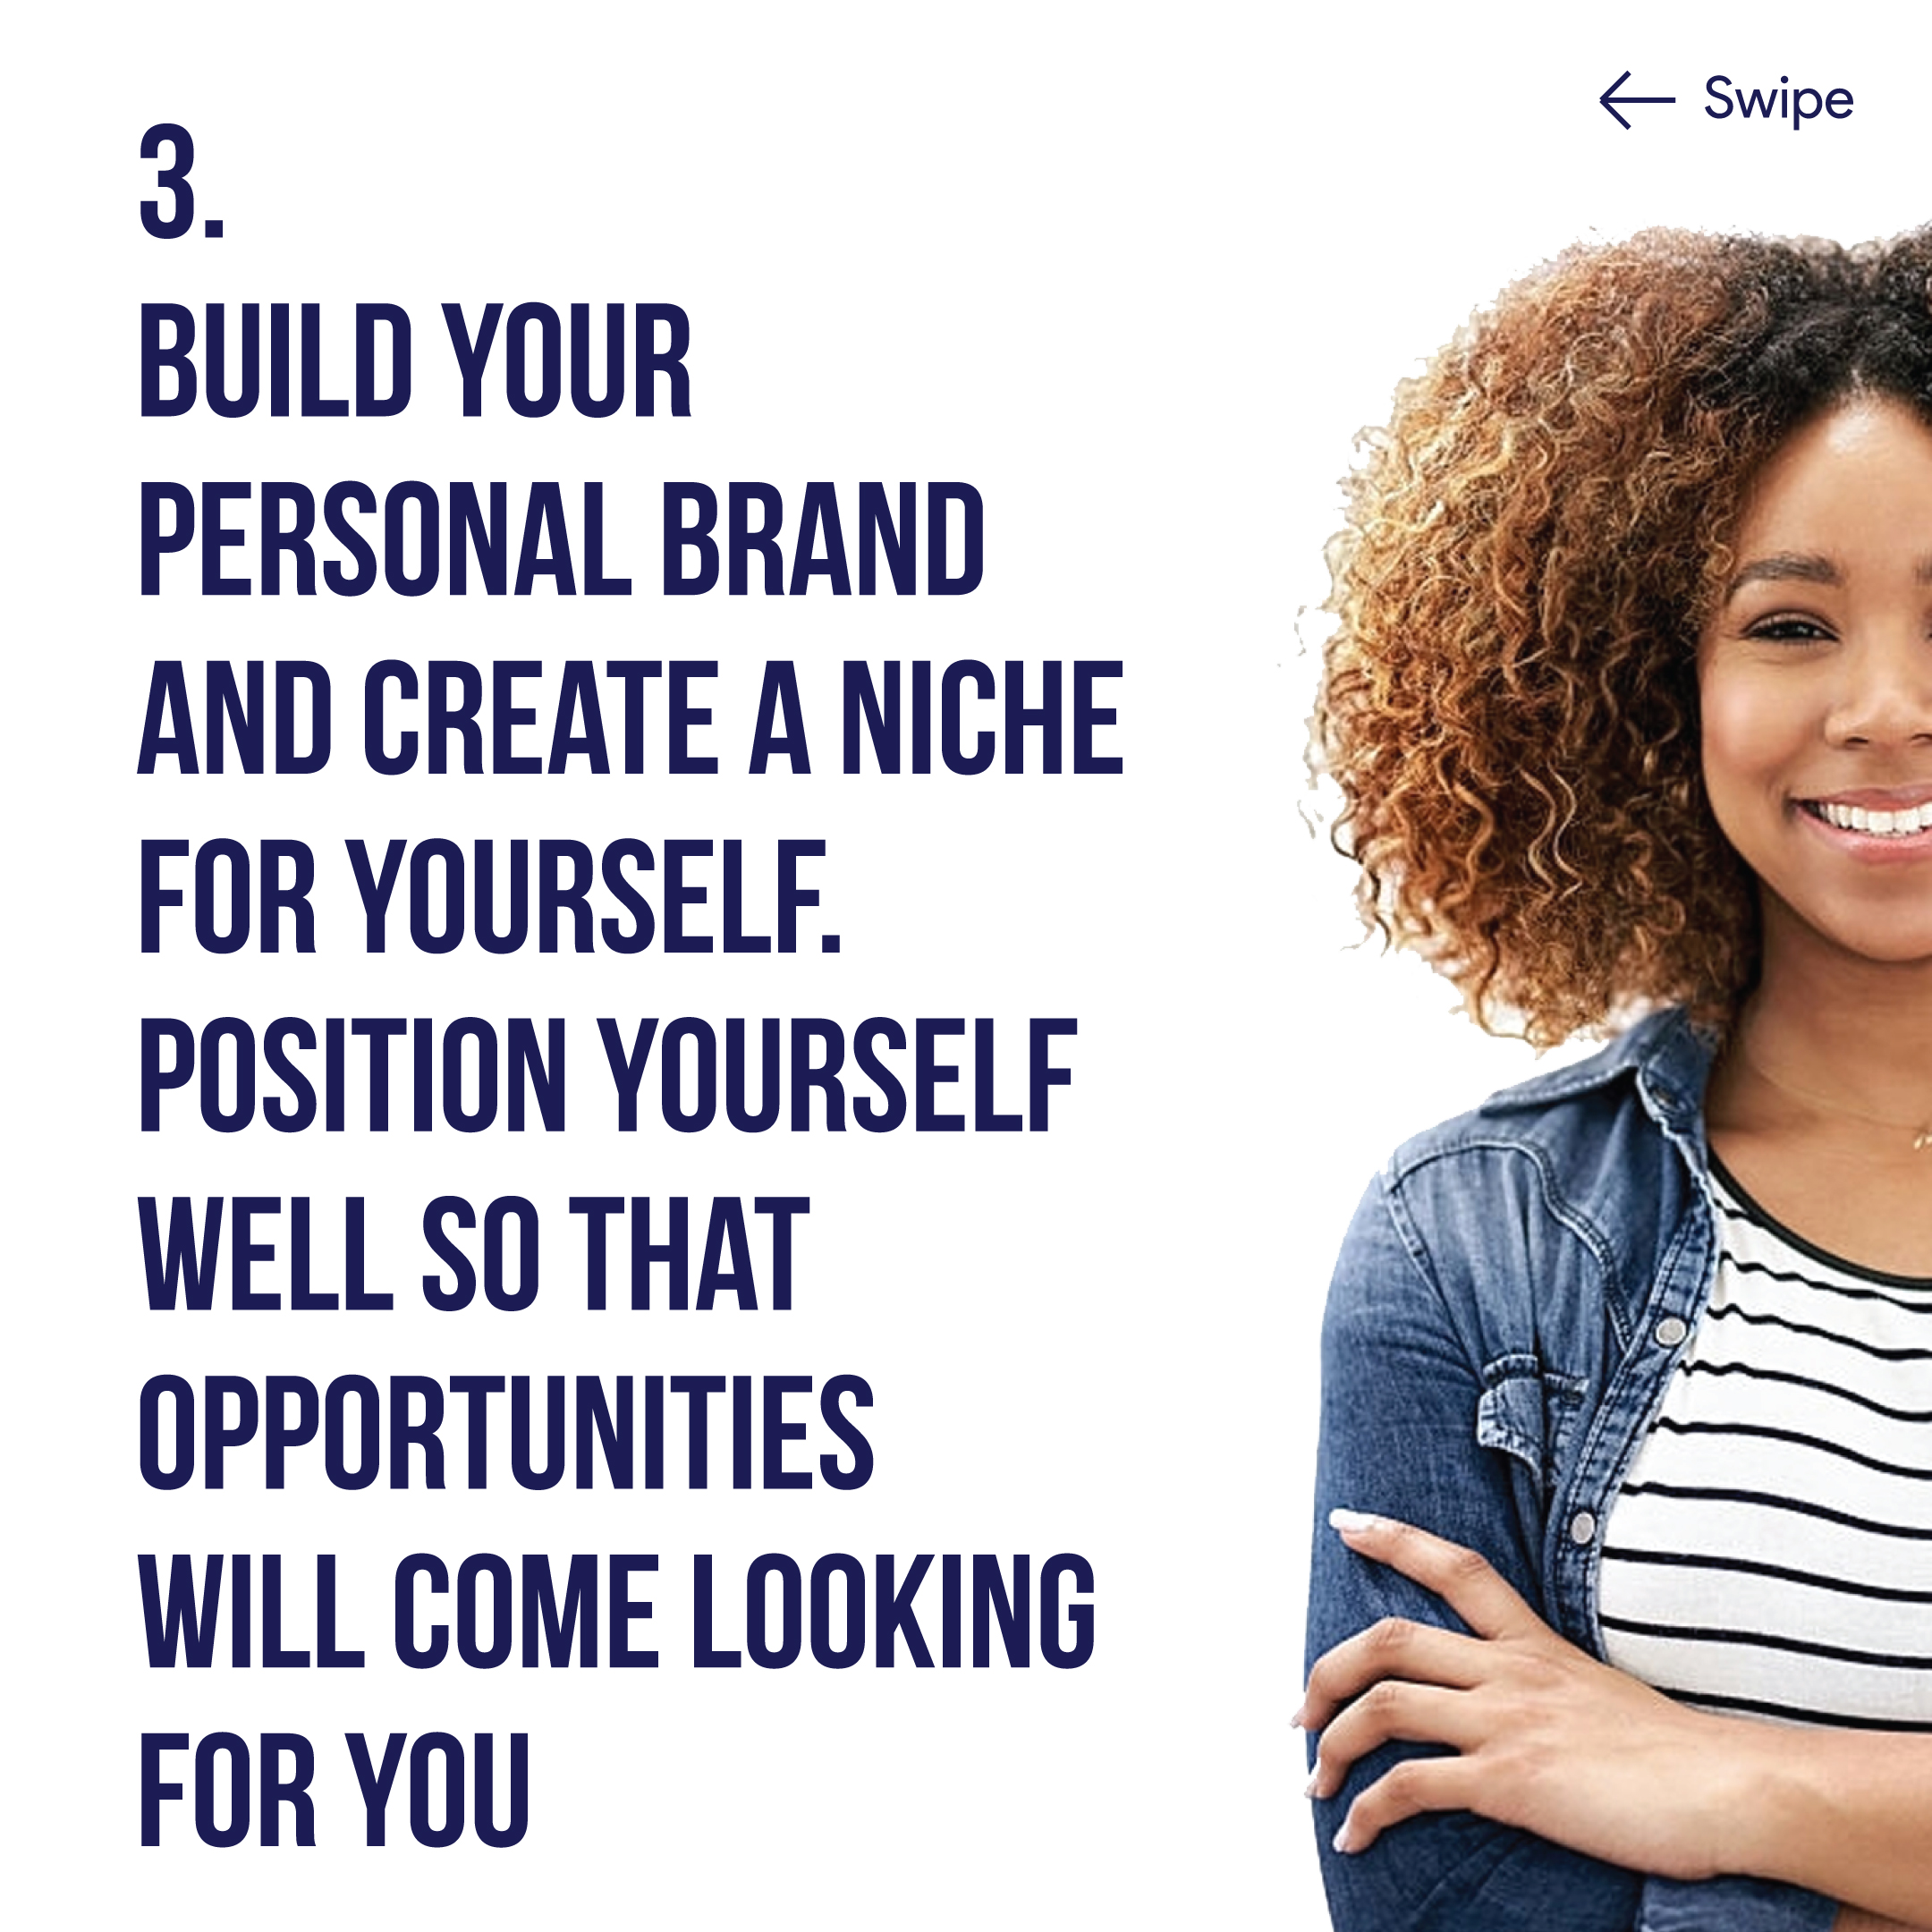 Swipe
3.
BUILD YOUR
PERSONAL BRAND
AND CREATE A NICHE
FOR YOURSELF.
POSITION YOURSELF
WELL SO THAT
OPPORTUNITIES
WILL COME LOOKING
FOR YOU